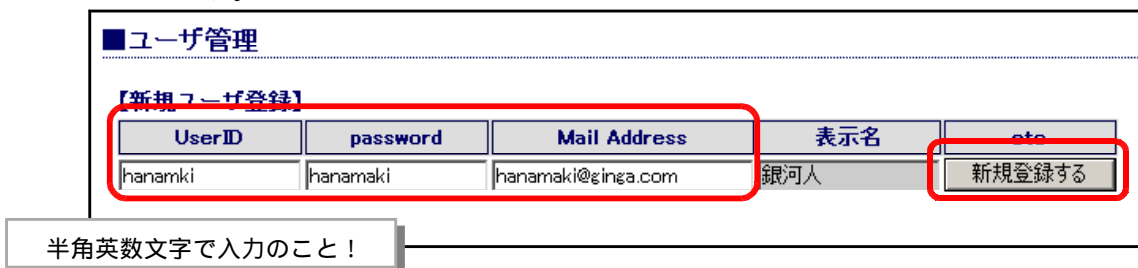 ■ユーザ管理
【新規ユーザ登録】
UserID password Mail Address 表示名 etc
hanamki hanamaki hanamaki@ginga.com 銀河人 新規登録する
半角英数文字で入力のこと！